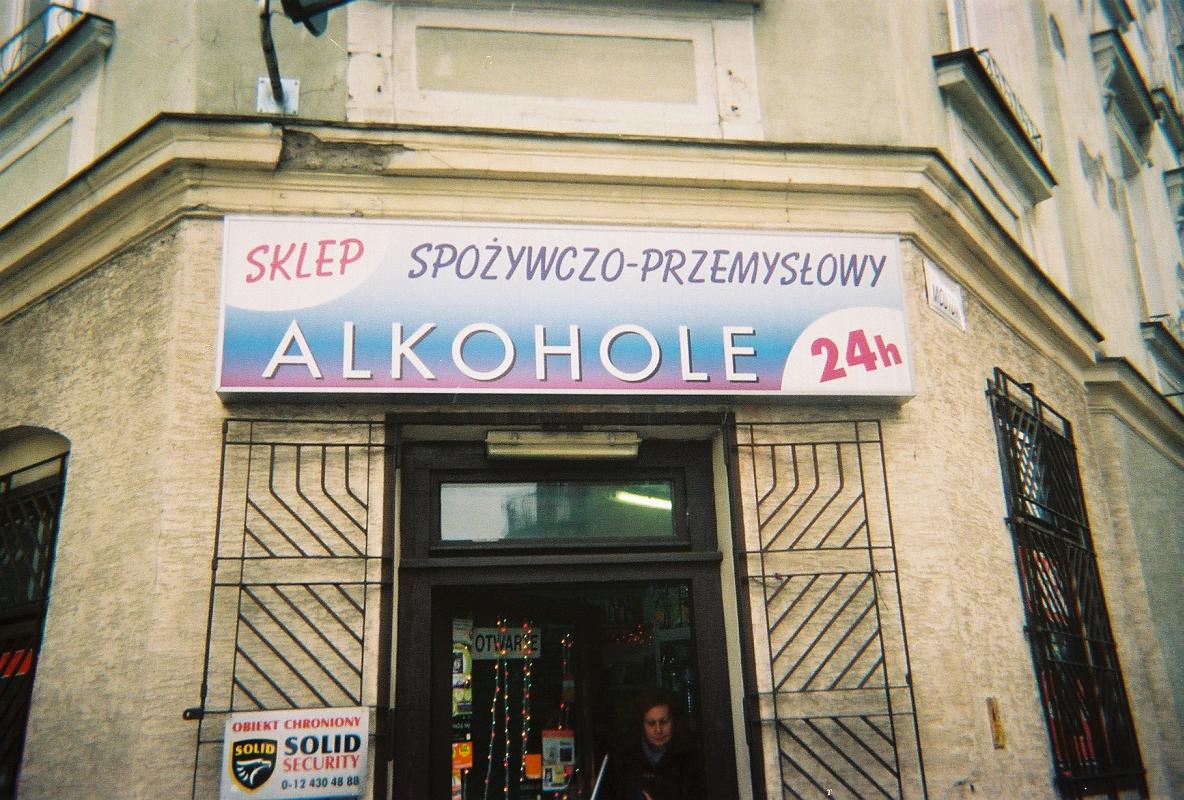 SKLEP SPOŻYWCZO-PRZEMYSŁOWY
ALKOHOLE 24h
OTWARTE
OBIEKT CHRONIONY
SOLID SOLID
SECURITY
0-12 430 48 88